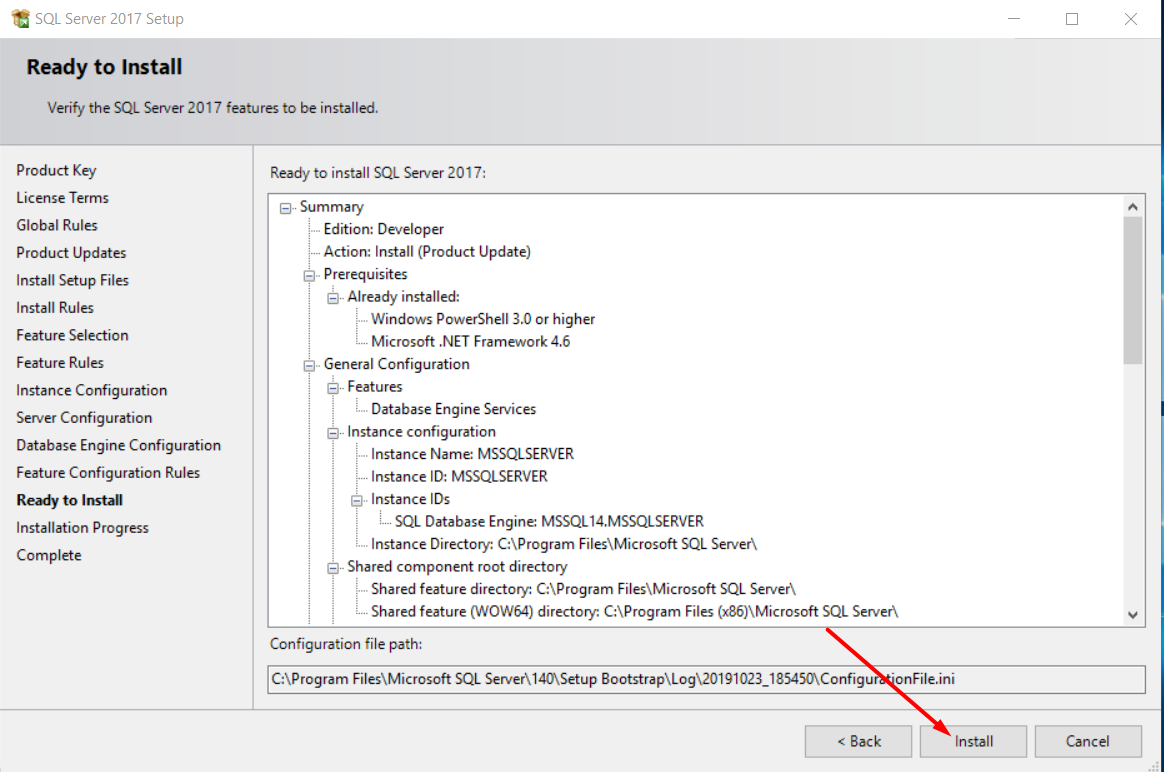 SQL Server 2017 Setup
Ready to Install
Verify the SQL Server 2017 features to be installed.
Product Key
License Terms
Global Rules
Product Updates
Install Setup Files
Install Rules
Feature Selection
Feature Rules
Instance Configuration
Server Configuration
Database Engine Configuration
Feature Configuration Rules
Ready to Install
Installation Progress
Complete
Ready to install SQL Server 2017:
Summary
Edition: Developer
Action: Install (Product Update)
Prerequisites
Already installed:
Windows PowerShell 3.0 or higher
Microsoft .NET Framework 4.6
General Configuration
Features
Database Engine Services
Instance configuration
Instance Name: MSSQLSERVER
Instance ID: MSSQLSERVER
Instance IDs
SQL Database Engine: MSSQL14.MSSQLSERVER
Instance Directory: C:\Program Files\Microsoft SQL Server\
Shared component root directory
Shared feature directory: C:\Program Files\Microsoft SQL Server\
Shared feature (WOW64) directory: C:\Program Files (x86)\Microsoft SQL Server\
Configuration file path:
C:\Program Files\Microsoft SQL Server\140\Setup Bootstrap\Log\20191023_185450\ConfigurationFile.ini
< Back
Install
Cancel